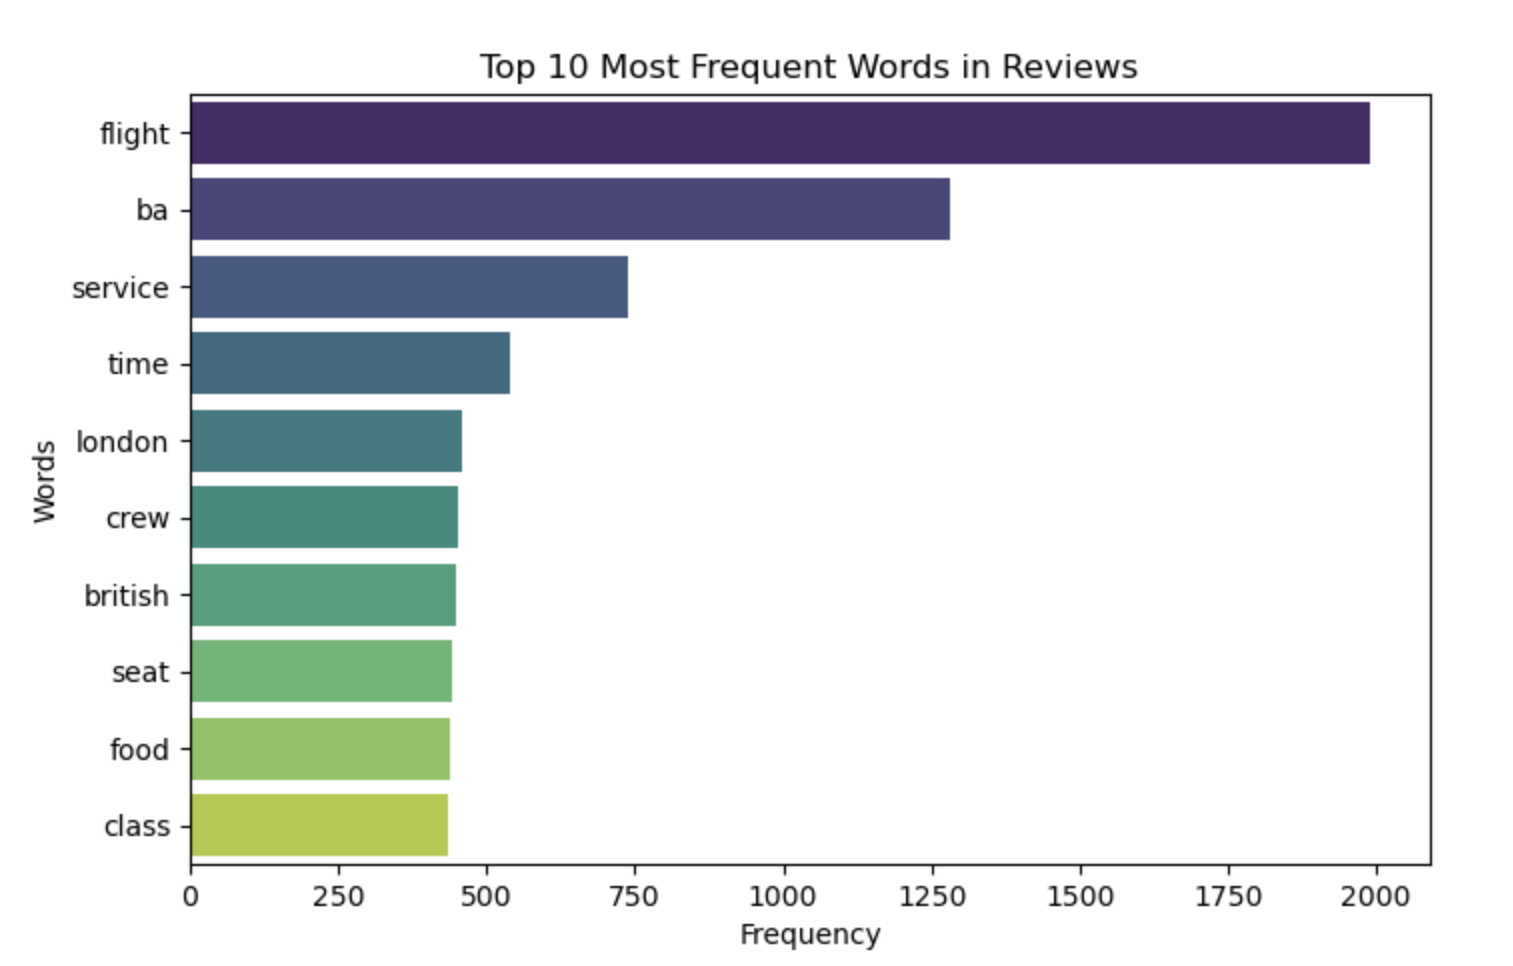 Top 10 Most Frequent Words in Reviews
flight
ba
service
time
london
crew
british
seat
food
class
Words
0 250 500 750 1000 1250 1500 1750 2000
Frequency